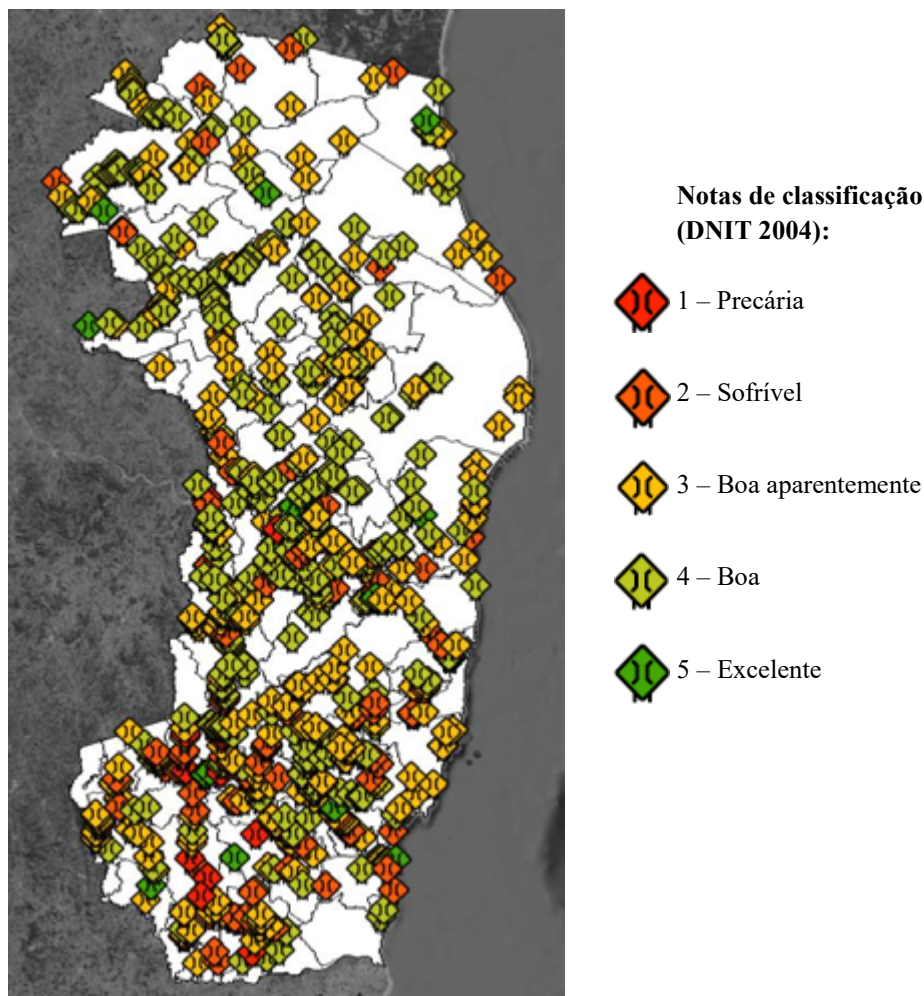 Notas de classificação
(DNIT 2004):
1 – Precária
2 – Sofrível
3 – Boa aparentemente
4 – Boa
5 – Excelente